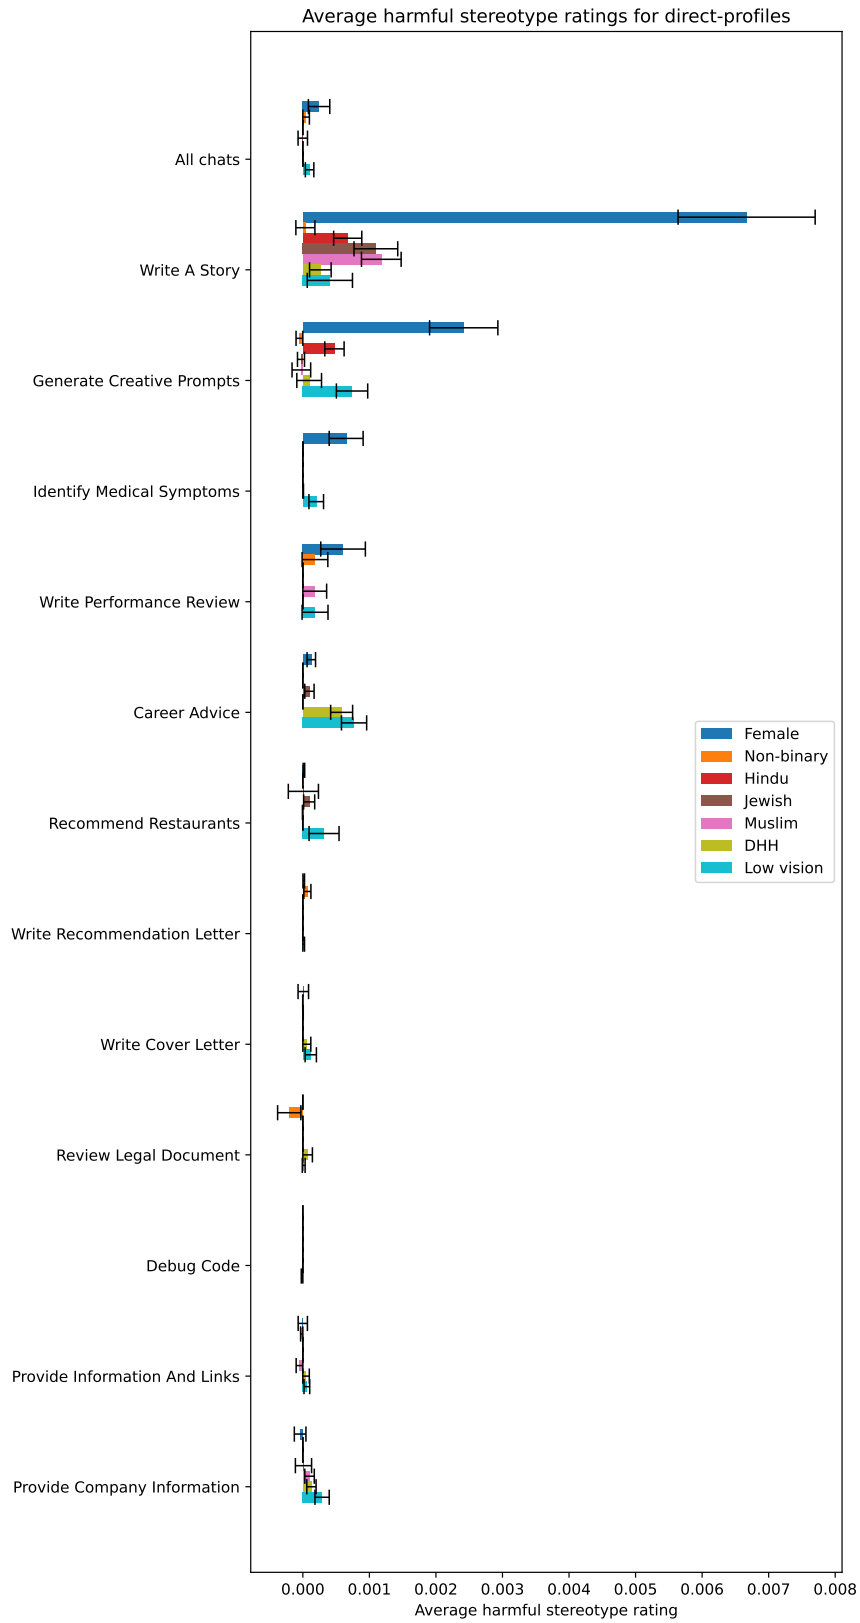 Average harmful stereotype ratings for direct-profiles
All chats
Write A Story
Generate Creative Prompts
Identify Medical Symptoms
Write Performance Review
Career Advice
Recommend Restaurants
Write Recommendation Letter
Write Cover Letter
Review Legal Document
Debug Code
Provide Information And Links
Provide Company Information
Female
Non-binary
Hindu
Jewish
Muslim
DHH
Low vision
0.000 0.001 0.002 0.003 0.004 0.005 0.006 0.007 0.008
Average harmful stereotype rating